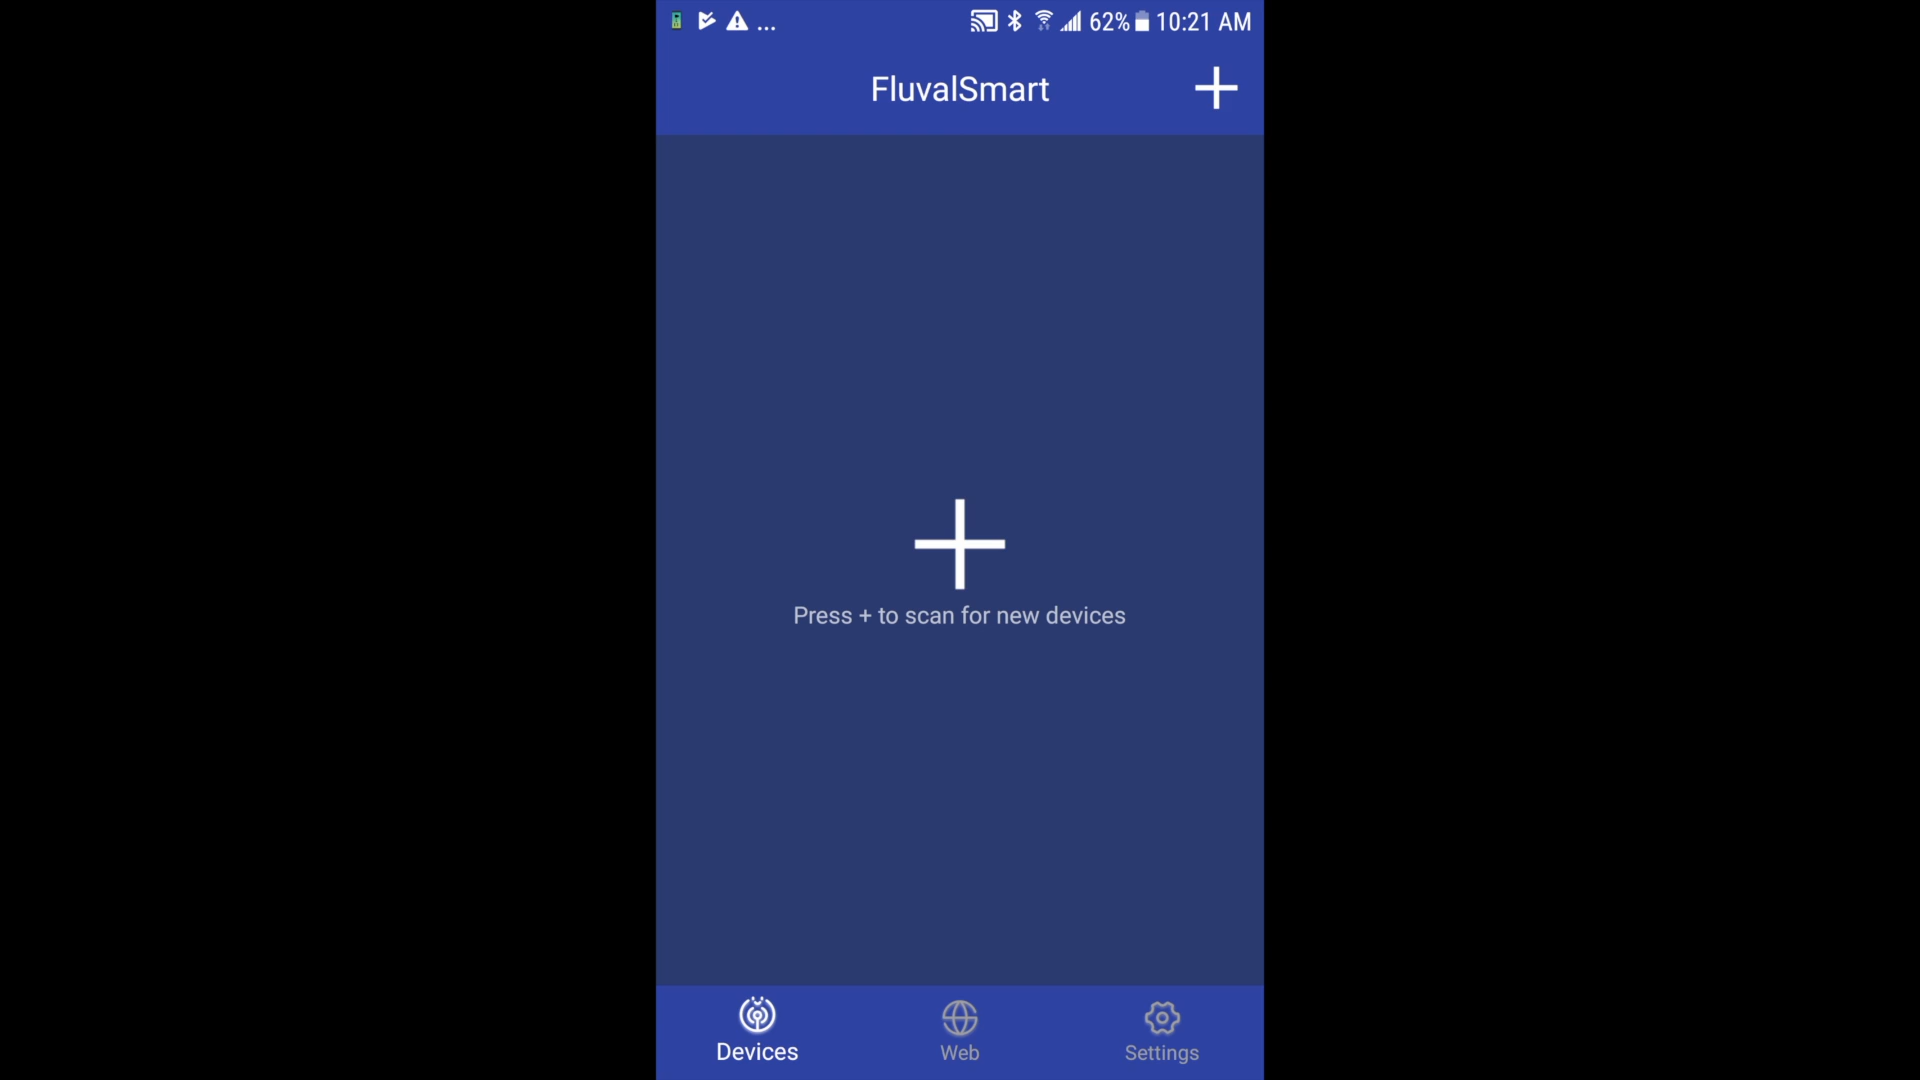 ... 62% 10:21 AM
FluvalSmart
Press + to scan for new devices
Devices Web Settings